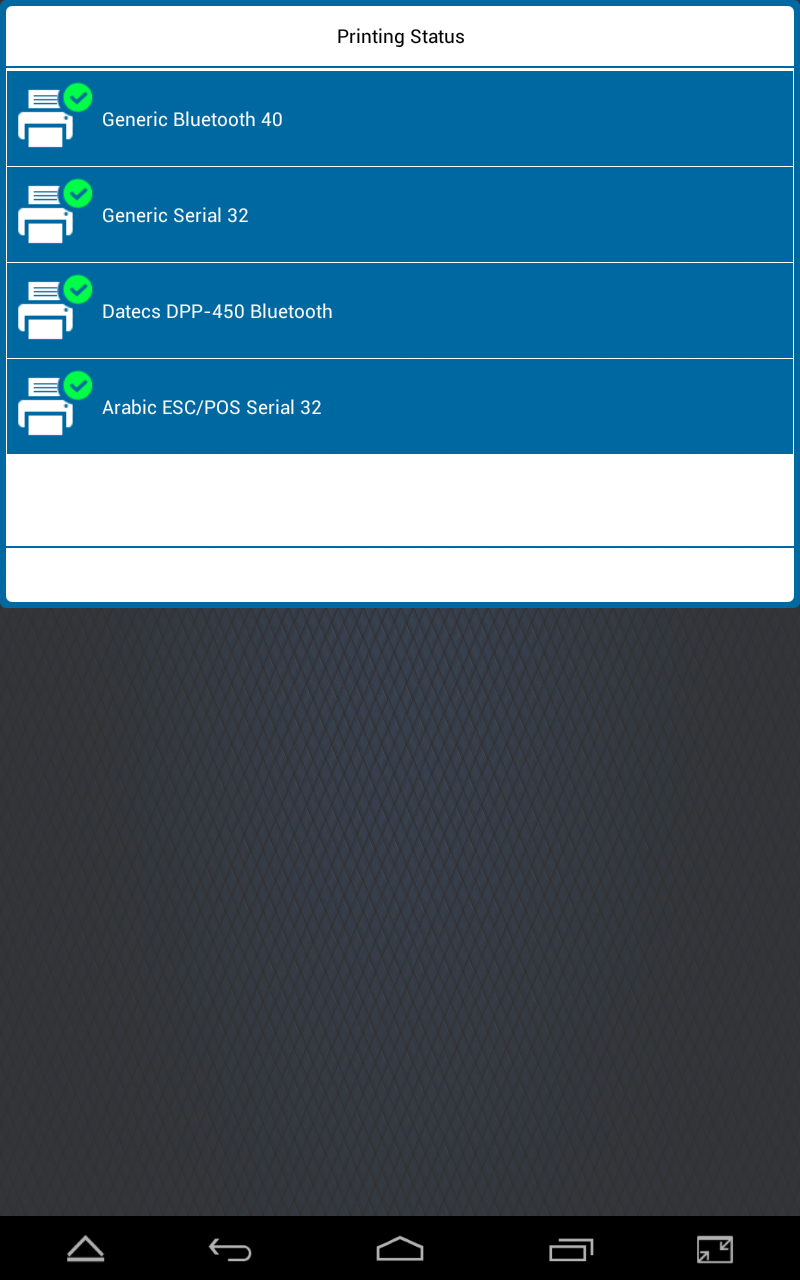 Printing Status
Generic Bluetooth 40
Generic Serial 32
Datecs DPP-450 Bluetooth
Arabic ESC/POS Serial 32